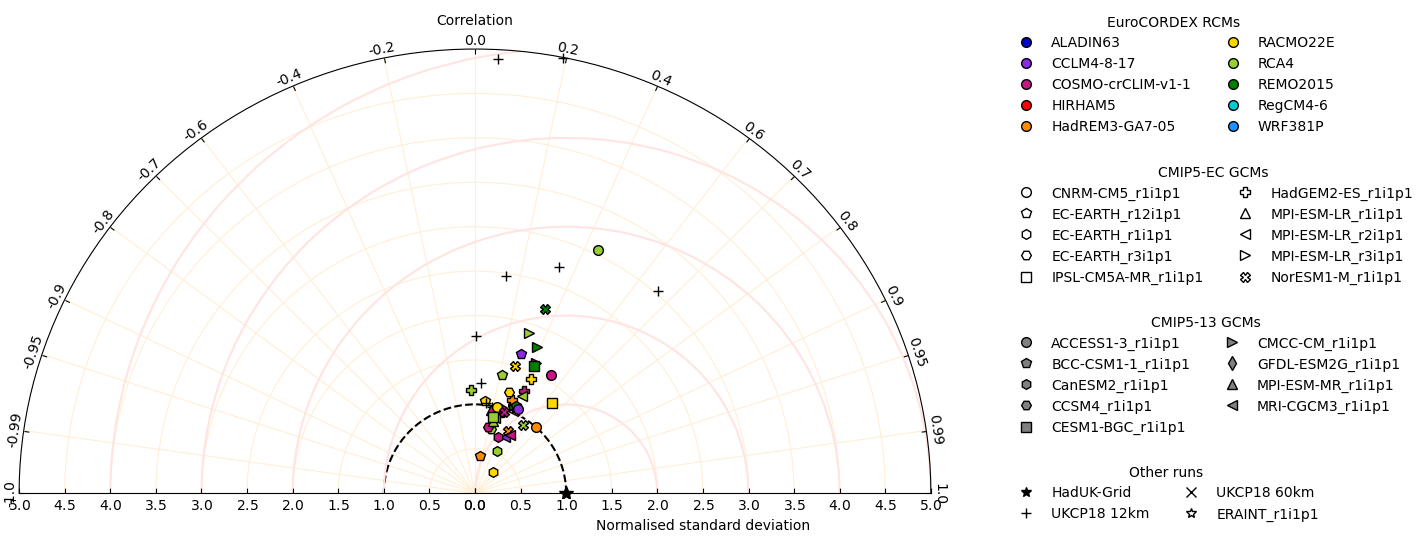 Correlation
0.0
-0.2
0.2
-0.4
0.4
-0.6
0.6
-0.7
0.7
-0.8
0.8
-0.9
0.9
-0.95
0.95
-0.99
0.99
-1.0
1.0
5.0 4.5 4.0 3.5 3.0 2.5 2.0 1.5 1.0 0.5 0.0 0.5 1.0 1.5 2.0 2.5 3.0 3.5 4.0 4.5 5.0
Normalised standard deviation
EuroCORDEX RCMs
ALADIN63 RACMO22E
CCLM4-8-17 RCA4
COSMO-crCLIM-v1-1 REMO2015
HIRHAM5 RegCM4-6
HadREM3-GA7-05 WRF381P
CMIP5-EC GCMs
CNRM-CM5_r1i1p1 HadGEM2-ES_r1i1p1
EC-EARTH_r12i1p1 MPI-ESM-LR_r1i1p1
EC-EARTH_r1i1p1 MPI-ESM-LR_r2i1p1
EC-EARTH_r3i1p1 MPI-ESM-LR_r3i1p1
IPSL-CM5A-MR_r1i1p1 NorESM1-M_r1i1p1
CMIP5-13 GCMs
ACCESS1-3_r1i1p1 CMCC-CM_r1i1p1
BCC-CSM1-1_r1i1p1 GFDL-ESM2G_r1i1p1
CanESM2_r1i1p1 MPI-ESM-MR_r1i1p1
CCSM4_r1i1p1 MRI-CGCM3_r1i1p1
CESM1-BGC_r1i1p1
Other runs
HadUK-Grid UKCP18 60km
UKCP18 12km ERAINT_r1i1p1